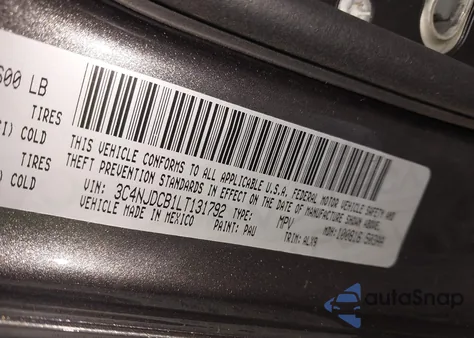 600 LB
TIRES
COLD
TIRES
COLD
THIS VEHICLE CONFORMS TO ALL APPLICABLE U.S.A. FEDERAL MOTOR VEHICLE SAFETY AND
THEFT PREVENTION STANDARDS IN EFFECT ON THE DATE OF MANUFACTURE SHOWN ABOVE.
VIN: 3C4NJDCB1LT131792 TYPE: MPV
VEHICLE MADE IN MEXICO PAINT: PAU TRIM: ALX9
MDH:
autoSnap